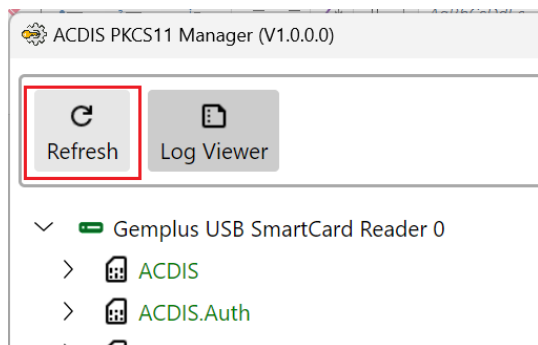 ACDIS PKCS11 Manager (V1.0.0.0)
Refresh
Log Viewer
Gemplus USB SmartCard Reader 0
ACDIS
ACDIS.Auth